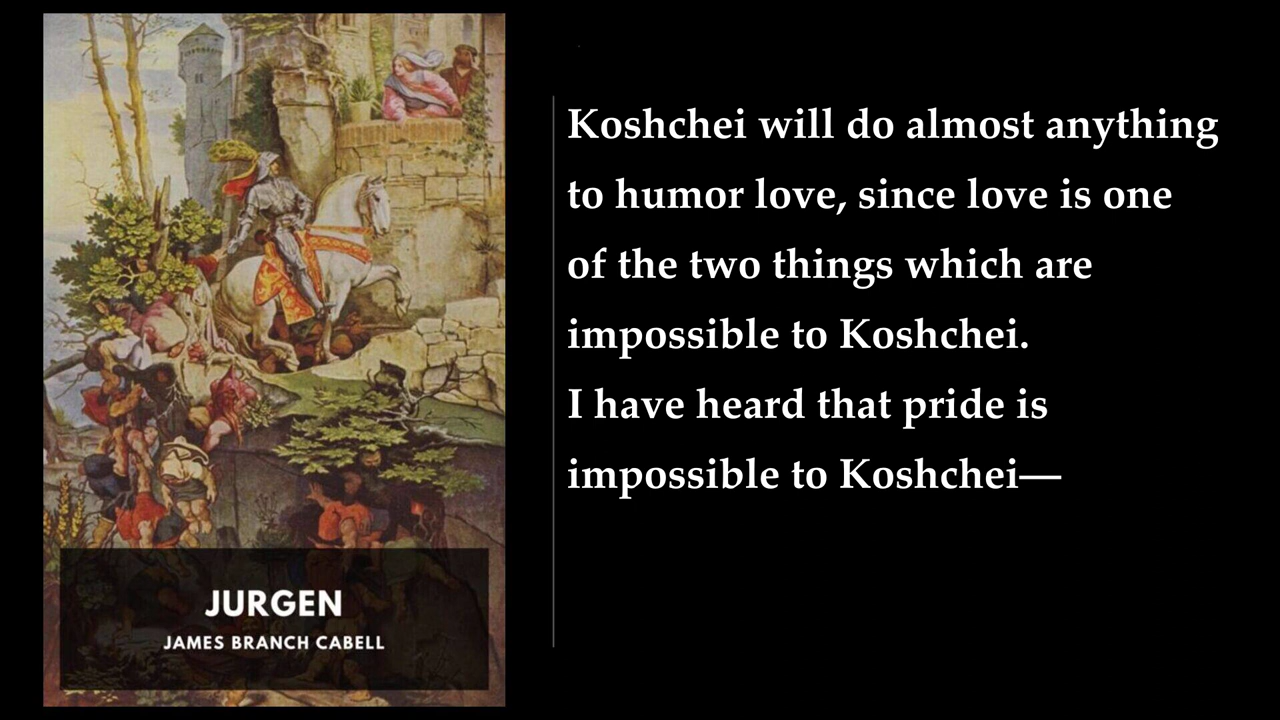 Koshchei will do almost anything
to humor love, since love is one
of the two things which are
impossible to Koshchei.
I have heard that pride is
impossible to Koshchei—
JURGEN
JAMES BRANCH CABELL